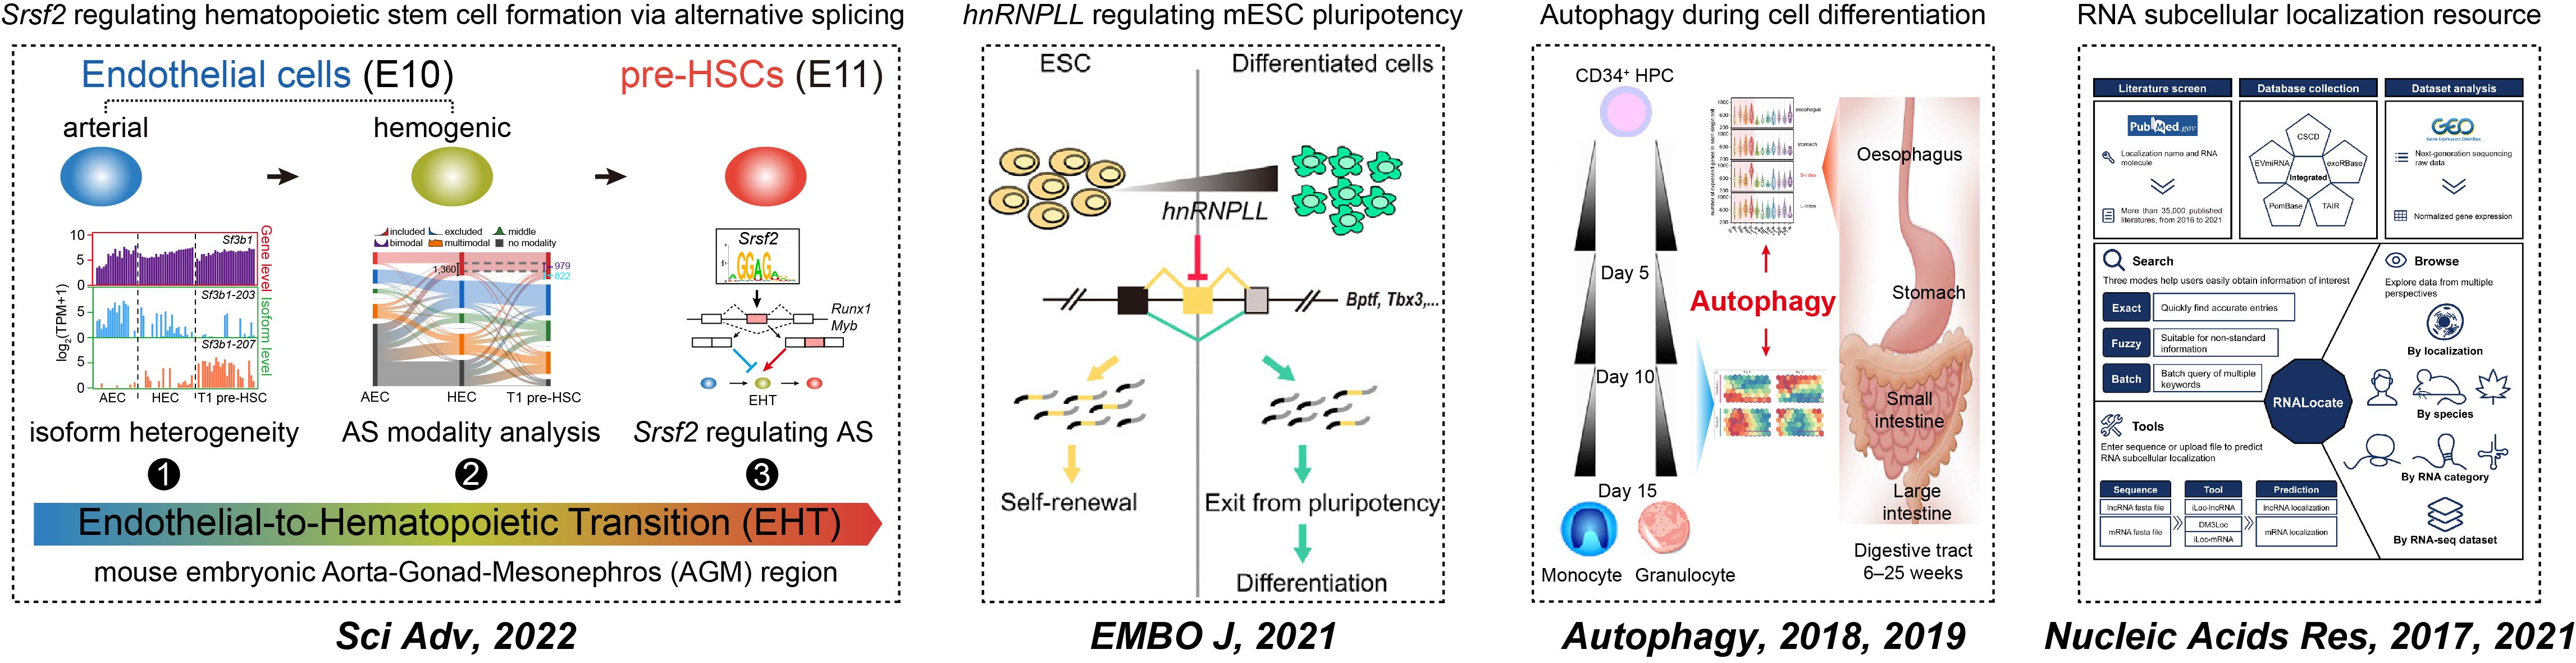 Srsf2 regulating hematopoietic stem cell formation via alternative splicing
Endothelial cells (E10)
pre-HSCs (E11)
arterial
hemogenic
10
5
0
5
0
5
0
log2(TPM+1)
Sf3b1
Sf3b1-203
Sf3b1-207
Gene level
Isoform level
AEC
HEC
T1 pre-HSC
included
excluded
middle
bimodal
multimodal
no modality
1,360
979
822
AEC
HEC
T1 pre-HSC
Srsf2
GGAG
Runx1
Myb
EHT
isoform heterogeneity
AS modality analysis
Srsf2 regulating AS
1
2
3
Endothelial-to-Hematopoietic Transition (EHT)
mouse embryonic Aorta-Gonad-Mesonephros (AGM) region
Sci Adv, 2022
hnRNPLL regulating mESC pluripotency
ESC
Differentiated cells
hnRNPLL
Bptf, Tbx3,...
Self-renewal
Exit from pluripotency
Differentiation
EMBO J, 2021
Autophagy during cell differentiation
CD34+ HPC
Day 5
Day 10
Day 15
Monocyte
Granulocyte
Autophagy
Oesophagus
Stomach
Small
intestine
Large
intestine
Digestive tract
6–25 weeks
Autophagy, 2018, 2019
RNA subcellular localization resource
Literature screen
PubMed.gov
Localization name and RNA
molecule
More than 35,000 published
literatures, from 2016 to 2021
Database collection
CSCD
EVmiRNA
exoRBase
Integrated
PomBase
TAIR
Dataset analysis
GEO
Gene Expression Omnibus
Next-generation sequencing
raw data
Normalized gene expression
Search
Three modes help users easily obtain information of interest
Exact
Quickly find accurate entries
Fuzzy
Suitable for non-standard
information
Batch
Batch query of multiple
keywords
RNALocate
Browse
Explore data from multiple
perspectives
By localization
By species
By RNA category
By RNA-seq dataset
Tools
Enter sequence or upload file to predict
RNA subcellular localization
Sequence
Tool
Prediction
lncRNA fasta file
iLoc-lncRNA
lncRNA localization
mRNA fasta file
DM3Loc
iLoc-mRNA
mRNA localization
Nucleic Acids Res, 2017, 2021